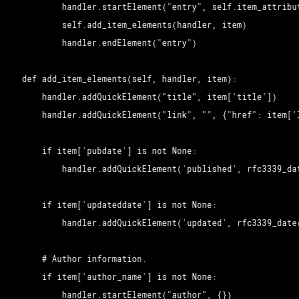 handler.startElement("entry", self.item_attribut
self.add_item_elements(handler, item)
handler.endElement("entry")
def add_item_elements(self, handler, item):
handler.addQuickElement("title", item['title'])
handler.addQuickElement("link", "", {"href": item['l
if item['pubdate'] is not None:
handler.addQuickElement('published', rfc3339_dat
if item['updateddate'] is not None:
handler.addQuickElement('updated', rfc3339_date(
# Author information.
if item['author_name'] is not None:
handler.startElement("author", {})